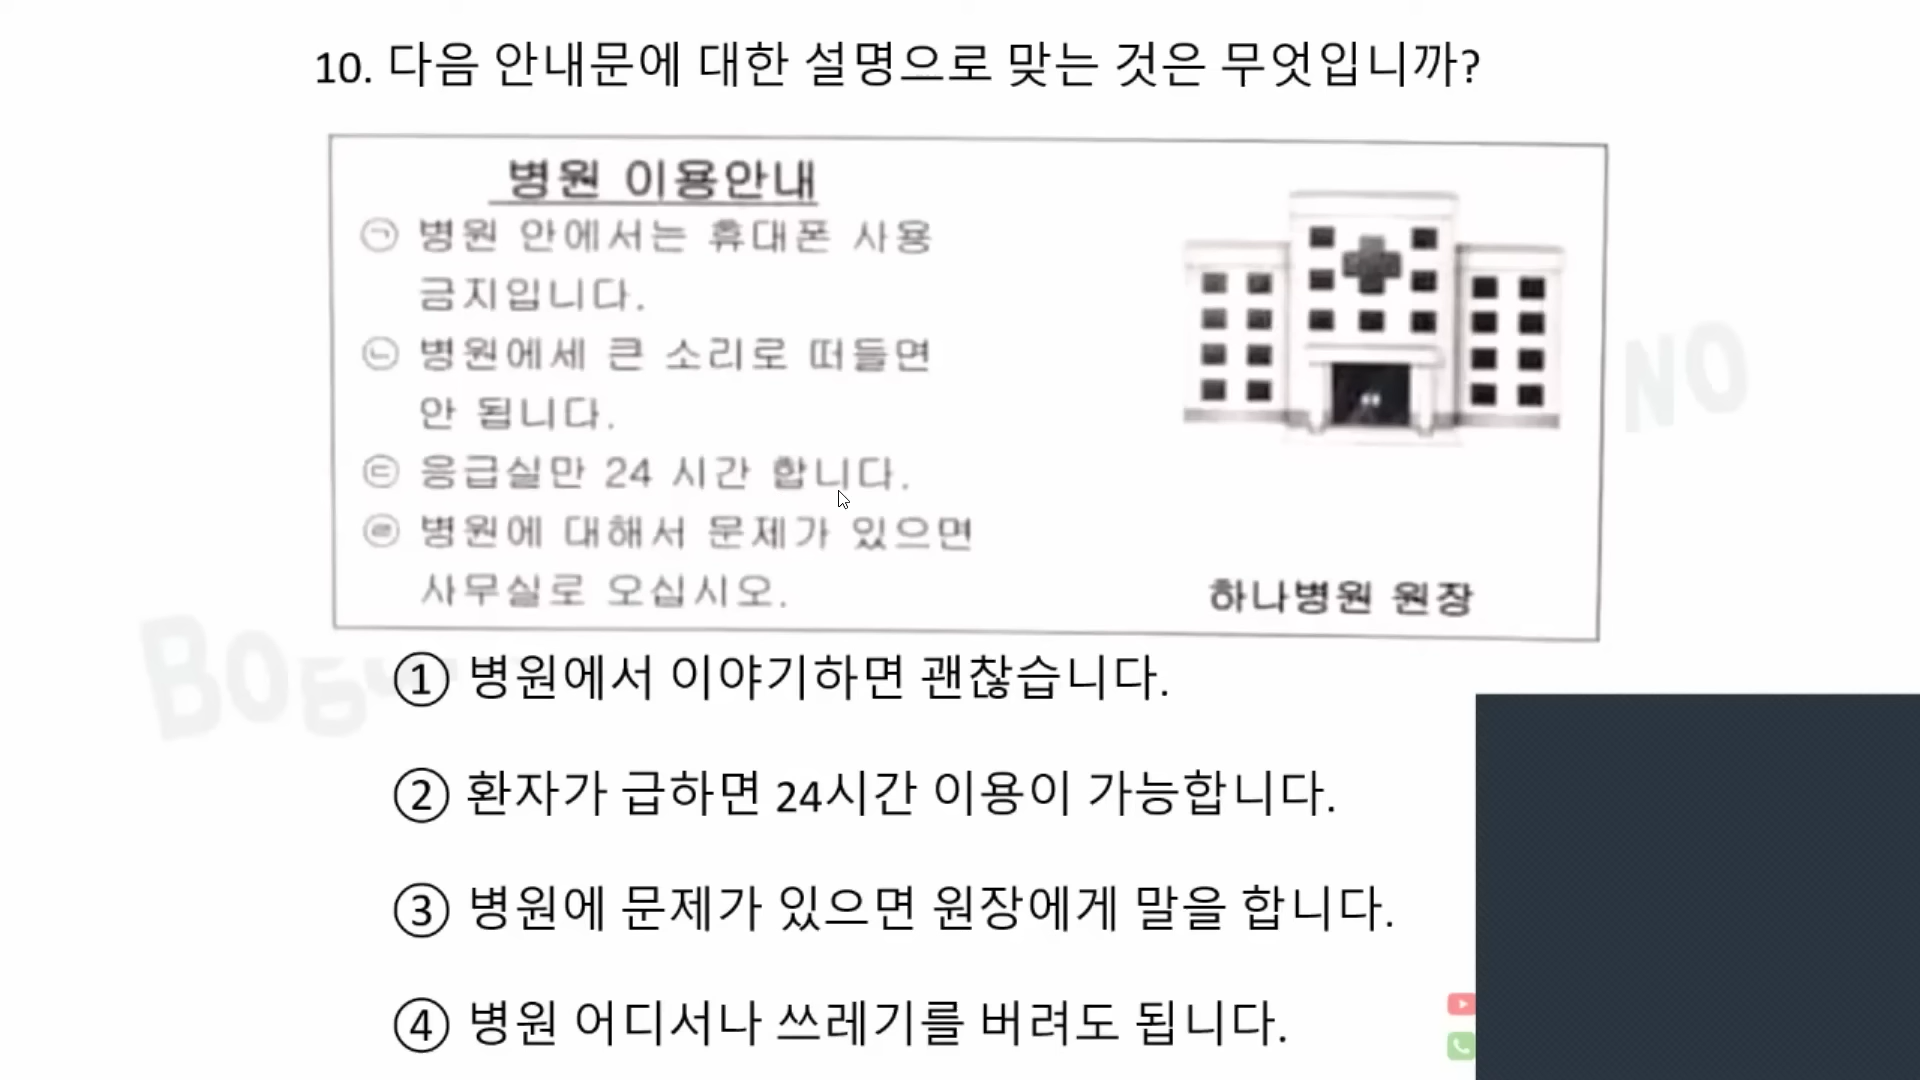 10. 다음 안내문에 대한 설명으로 맞는 것은 무엇입니까?
병원 이용안내
㉠ 병원 안에서는 휴대폰 사용
금지입니다.
㉡ 병원에세 큰 소리로 떠들면
안 됩니다.
㉢ 응급실만 24 시간 합니다.
㉣ 병원에 대해서 문제가 있으면
사무실로 오십시오.
하나병원 원장
① 병원에서 이야기하면 괜찮습니다.
② 환자가 급하면 24시간 이용이 가능합니다.
③ 병원에 문제가 있으면 원장에게 말을 합니다.
④ 병원 어디서나 쓰레기를 버려도 됩니다.